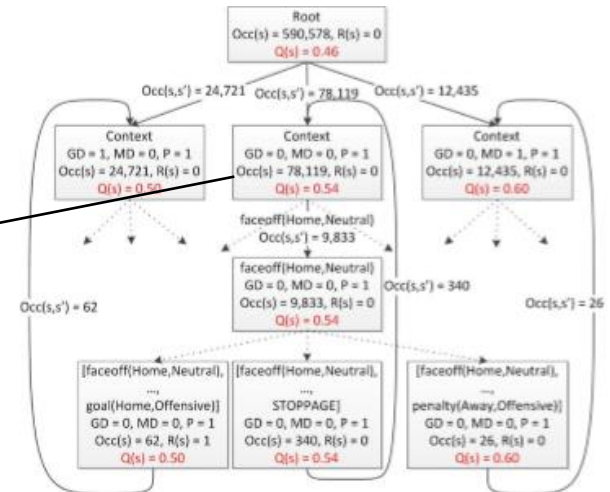 Root
Occ(s) = 590,578, R(s) = 0
Q(s) = 0.46
Occ(s,s') = 24,721
Occ(s,s') = 78,119
Occ(s,s') = 12,435
Context
GD = 1, MD = 0, P = 1
Occ(s) = 24,721, R(s) = 0
Q(s) = 0.50
Context
GD = 0, MD = 0, P = 1
Occ(s) = 78,119, R(s) = 0
Q(s) = 0.54
Context
GD = 0, MD = 1, P = 1
Occ(s) = 12,435, R(s) = 0
Q(s) = 0.60
faceoff(Home,Neutral)
Occ(s,s') = 9,833
faceoff(Home,Neutral)
GD = 0, MD = 0, P = 1
Occ(s) = 9,833, R(s) = 0
Q(s) = 0.54
Occ(s,s') = 62
Occ(s,s') = 340
Occ(s,s') = 26
[faceoff(Home,Neutral),
...,
goal(Home,Offensive)]
GD = 0, MD = 0, P = 1
Occ(s) = 62, R(s) = 1
Q(s) = 0.50
[faceoff(Home,Neutral),
...,
STOPPAGE]
GD = 0, MD = 0, P = 1
Occ(s) = 340, R(s) = 0
Q(s) = 0.54
[faceoff(Home,Neutral),
...,
penalty(Away,Offensive)]
GD = 0, MD = 0, P = 1
Occ(s) = 26, R(s) = 0
Q(s) = 0.60